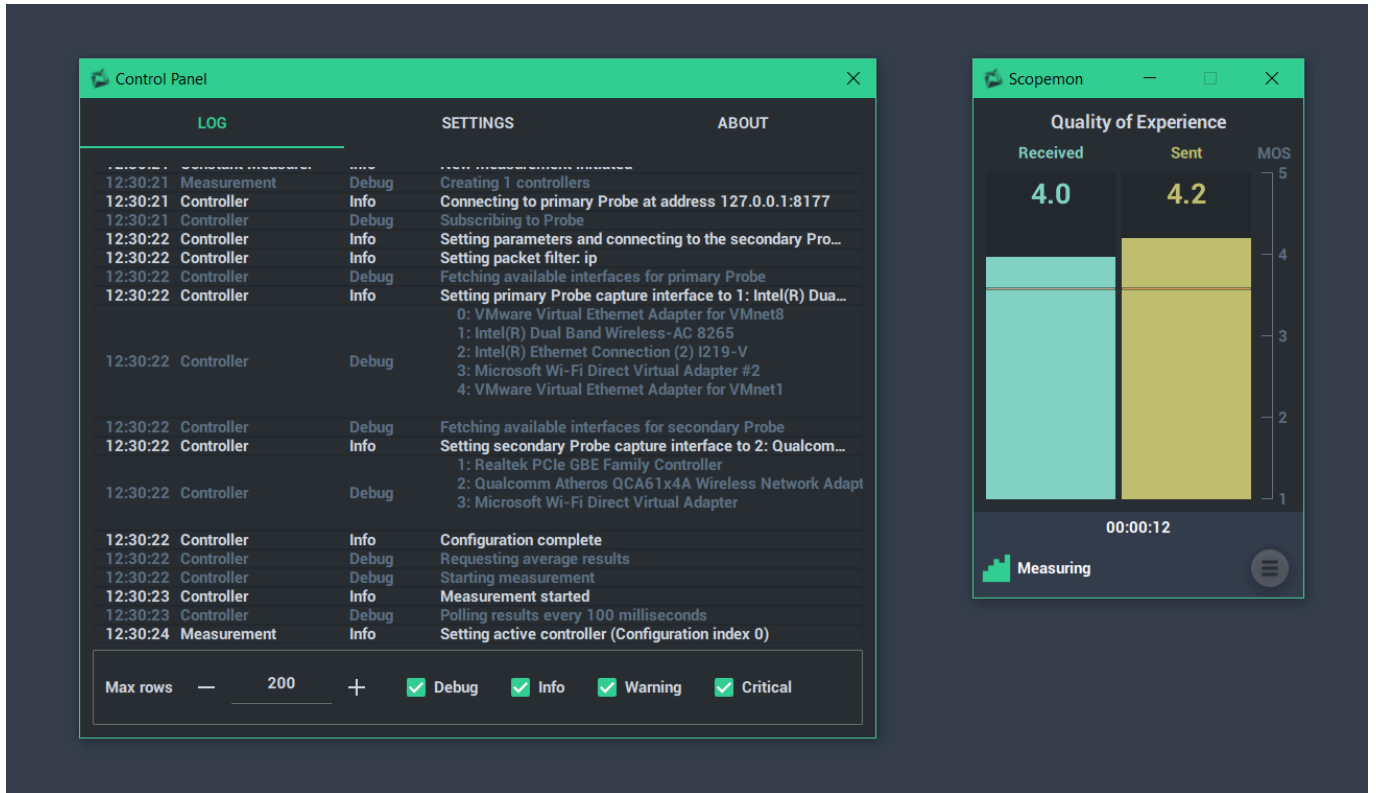 Control Panel
LOG SETTINGS ABOUT
12:30:21 Constant Measurer Info New measurement initiated
12:30:21 Measurement Debug Creating 1 controllers
12:30:21 Controller Info Connecting to primary Probe at address 127.0.0.1:8177
12:30:21 Controller Debug Subscribing to Probe
12:30:22 Controller Info Setting parameters and connecting to the secondary Pro...
12:30:22 Controller Info Setting packet filter: ip
12:30:22 Controller Debug Fetching available interfaces for primary Probe
12:30:22 Controller Info Setting primary Probe capture interface to 1: Intel(R) Dua...
0: VMware Virtual Ethernet Adapter for VMnet8
1: Intel(R) Dual Band Wireless-AC 8265
2: Intel(R) Ethernet Connection (2) I219-V
12:30:22 Controller Debug
3: Microsoft Wi-Fi Direct Virtual Adapter #2
4: VMware Virtual Ethernet Adapter for VMnet1
12:30:22 Controller Debug Fetching available interfaces for secondary Probe
12:30:22 Controller Info Setting secondary Probe capture interface to 2: Qualcom...
1: Realtek PCIe GBE Family Controller
2: Qualcomm Atheros QCA61x4A Wireless Network Adapt
12:30:22 Controller Debug
3: Microsoft Wi-Fi Direct Virtual Adapter
12:30:22 Controller Info Configuration complete
12:30:22 Controller Debug Requesting average results
12:30:22 Controller Debug Starting measurement
12:30:23 Controller Info Measurement started
12:30:23 Controller Debug Polling results every 100 milliseconds
12:30:24 Measurement Info Setting active controller (Configuration index 0)
Max rows — 200 + Debug Info Warning Critical
Scopemon
Quality of Experience
Received Sent MOS
4.0 4.2
5
4
3
2
1
00:00:12
Measuring